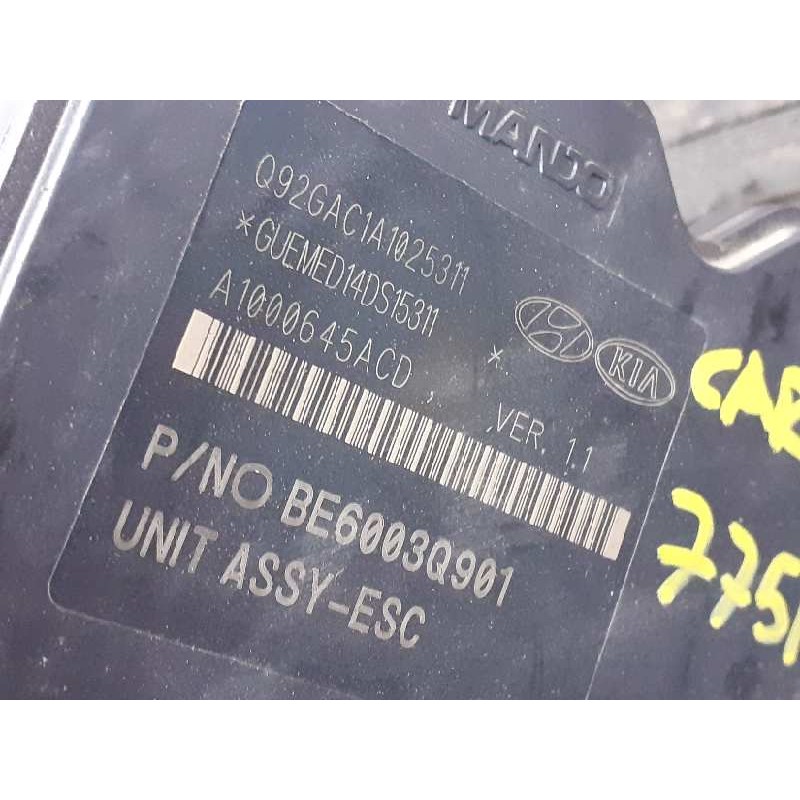 MANDO
Q92GAC1A1025311
*GUEMED14DS15311 *
A1000645ACD,
KIA
VER. 1.1
P/NO BE6003Q901
UNIT ASSY-ESC